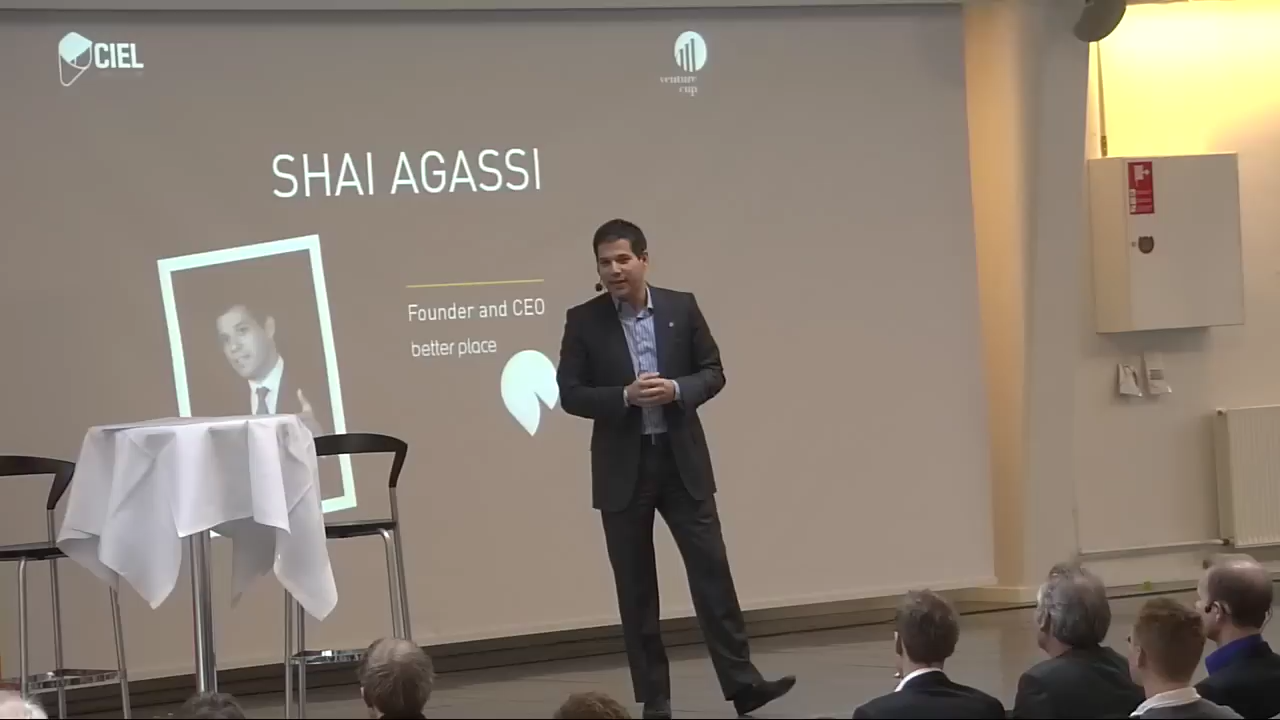 CIEL
venture
cup
SHAI AGASSI
Founder and CEO
better place